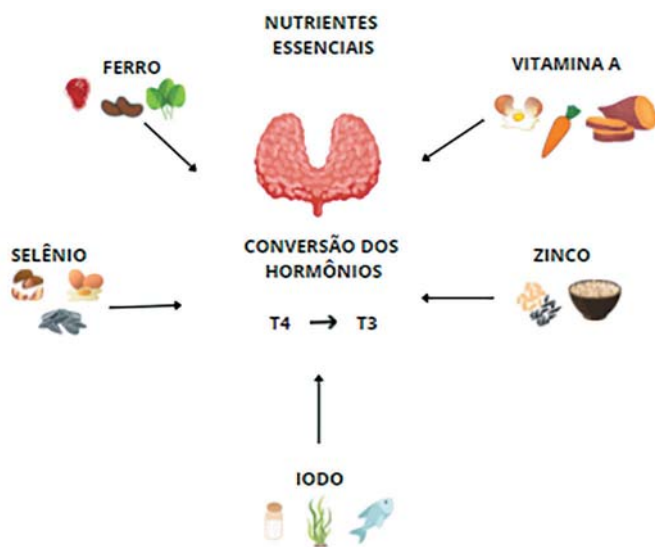 NUTRIENTES
ESSENCIAIS
FERRO
VITAMINA A
SELÊNIO
CONVERSÃO DOS
HORMÔNIOS
T4 → T3
ZINCO
IODO